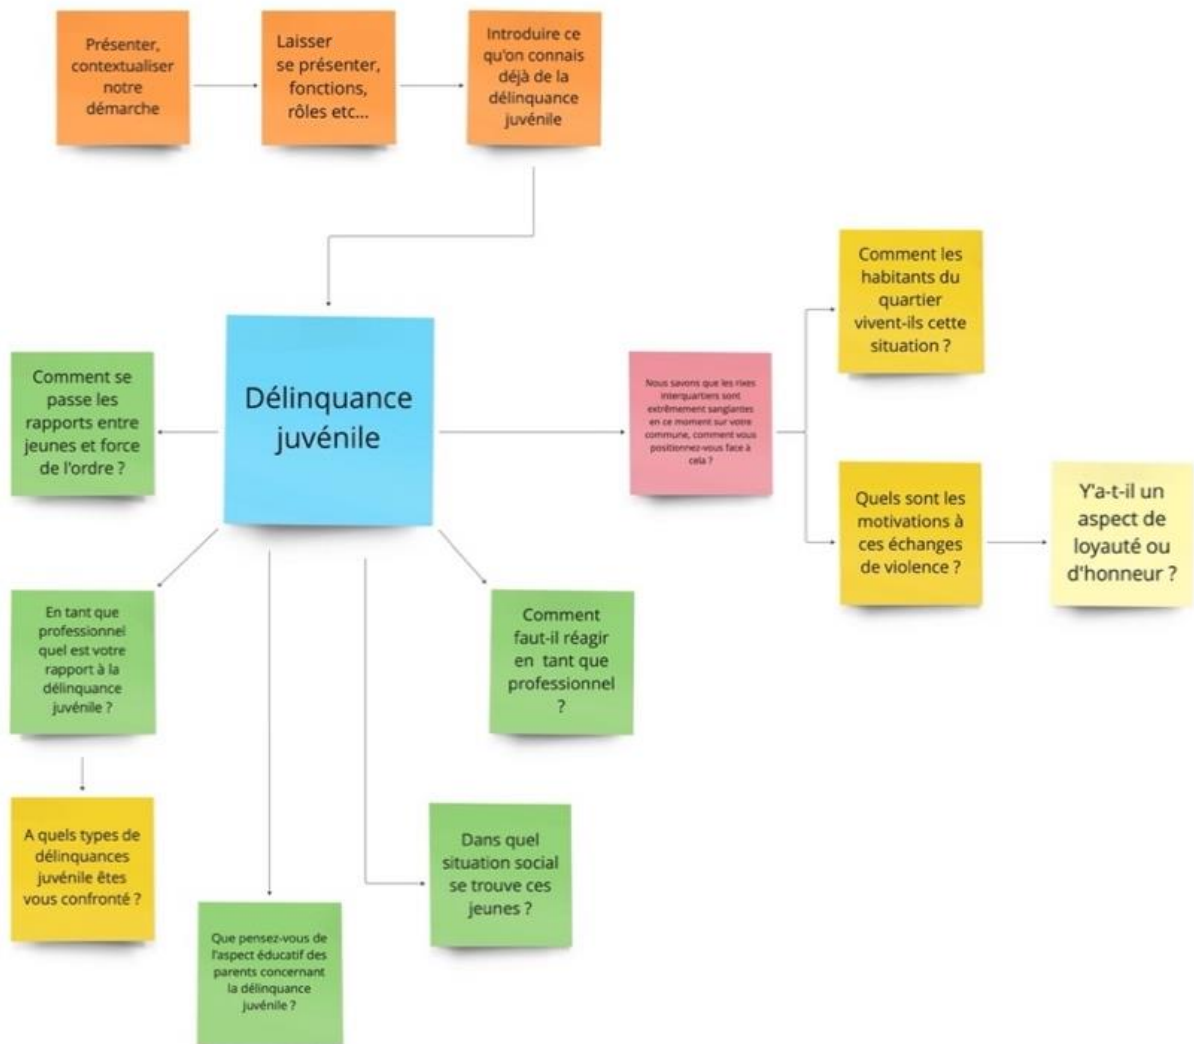 Présenter,
contextualiser
notre
démarche
Laisser
se présenter,
fonctions,
rôles etc...
Introduire ce
qu'on connais
déjà de la
délinquance
juvénile
Comment les
habitants du
quartier
vivent-ils cette
situation ?
Comment se
passe les
rapports entre
jeunes et force
de l'ordre ?
Délinquance
juvénile
Nous savons que les rixes
interquartiers sont
extrêmement sanglantes
en ce moment sur votre
commune, comment vous
positionnez-vous face à
cela ?
Quels sont les
motivations à
ces échanges
de violence ?
Y'a-t-il un
aspect de
loyauté ou
d'honneur ?
En tant que
professionnel
quel est votre
rapport à la
délinquance
juvénile ?
Comment
faut-il réagir
en tant que
professionnel
?
A quels types de
délinquances
juvénile êtes
vous confronté ?
Dans quel
situation social
se trouve ces
jeunes ?
Que pensez-vous de
l'aspect éducatif des
parents concernant
la délinquance
juvénile ?